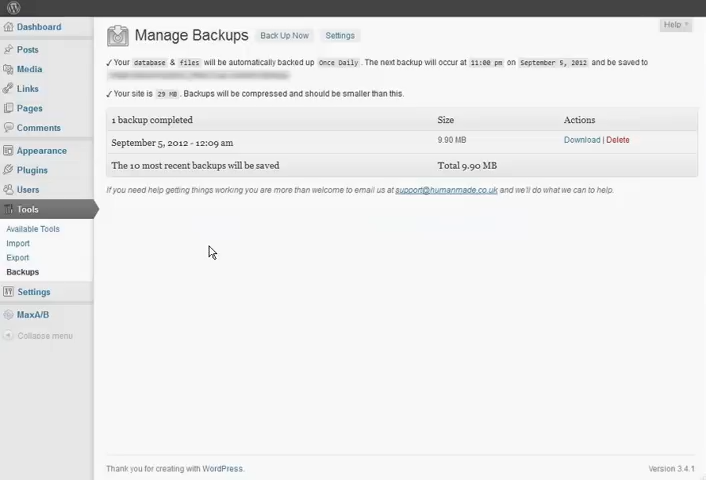 Help
Dashboard
Posts
Media
Links
Pages
Comments
Appearance
Plugins
Users
Tools
Available Tools
Import
Export
Backups
Settings
MaxA/B
Collapse menu
Manage Backups Back Up Now Settings
✓ Your database & files will be automatically backed up Once Daily . The next backup will occur at 11:00 pm on September 5, 2012 and be saved to
✓ Your site is 29 MB . Backups will be compressed and should be smaller than this.
1 backup completed Size Actions
September 5, 2012 - 12:09 am 9.90 MB Download | Delete
The 10 most recent backups will be saved Total 9.90 MB
If you need help getting things working you are more than welcome to email us at support@humanmade.co.uk and we'll do what we can to help.
Thank you for creating with WordPress. Version 3.4.1